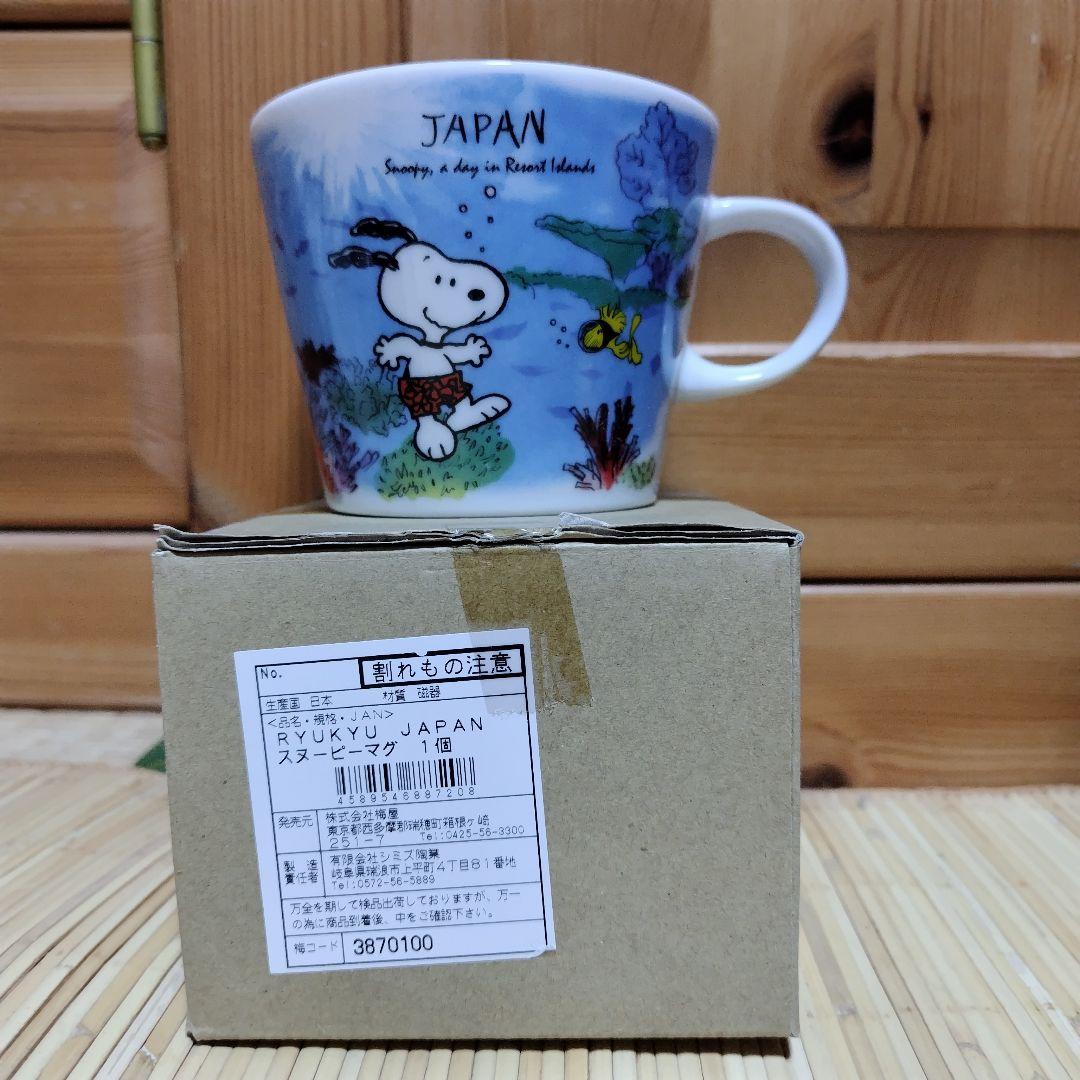 JAPAN
Snoopy, a day in Resort Islands
No.
割れもの注意
生産国 日本 材質 磁器
<品名・規格・JAN>
RYUKYU JAPAN
スヌーピーマグ 1個
4589546887208
発売元
株式会社梅屋
東京都西多摩郡瑞穂町箱根ヶ崎
251-7 Tel:0425-56-3300
製造
責任者
有限会社シミズ陶業
岐阜県瑞浪市上平町4丁目81番地
Tel:0572-56-5889
万全を期して検品出荷しておりますが、万一
の為に商品到着後、中をご確認下さい。
梅コード 3870100